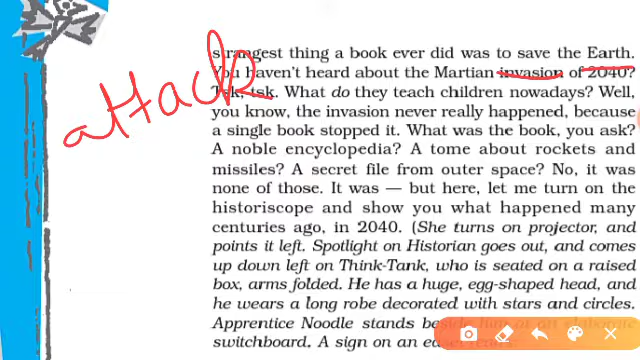 strangest thing a book ever did was to save the Earth.
attack
You haven't heard about the Martian invasion of 2040?
Tsk, tsk. What do they teach children nowadays? Well,
you know, the invasion never really happened, because
a single book stopped it. What was the book, you ask?
A noble encyclopedia? A tome about rockets and
missiles? A secret file from outer space? No, it was
none of those. It was — but here, let me turn on the
historiscope and show you what happened many
centuries ago, in 2040. (She turns on projector, and
points it left. Spotlight on Historian goes out, and comes
up down left on Think-Tank, who is seated on a raised
box, arms folded. He has a huge, egg-shaped head, and
he wears a long robe decorated with stars and circles.
Apprentice Noodle stands beside
switchboard. A sign on an